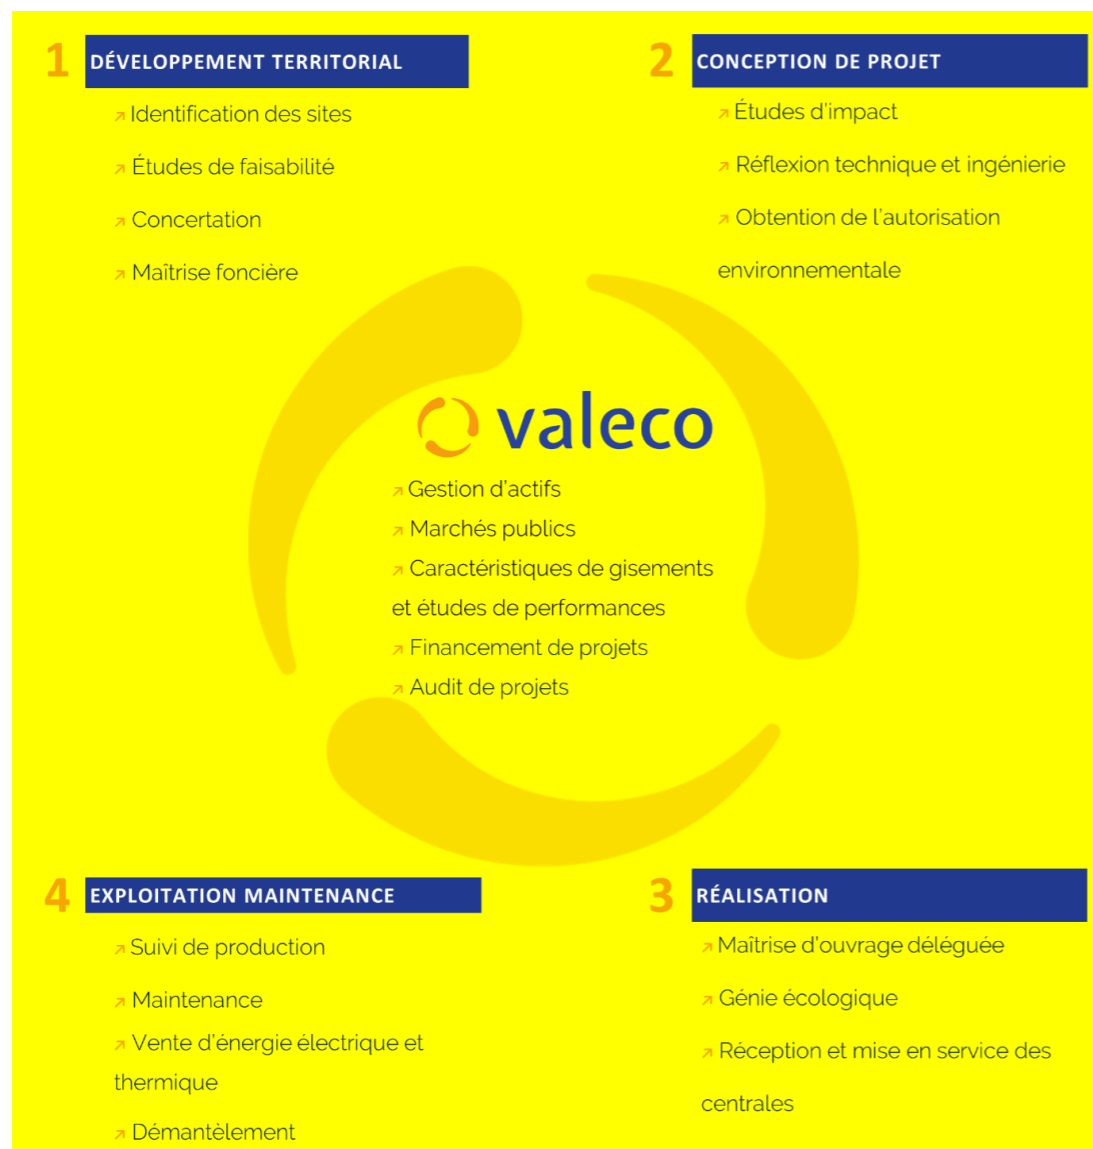 1 DÉVELOPPEMENT TERRITORIAL
Identification des sites
Études de faisabilité
Concertation
Maîtrise foncière
2 CONCEPTION DE PROJET
Études d'impact
Réflexion technique et ingénierie
Obtention de l'autorisation
environnementale
valeco
Gestion d'actifs
Marchés publics
Caractéristiques de gisements
et études de performances
Financement de projets
Audit de projets
4 EXPLOITATION MAINTENANCE
Suivi de production
Maintenance
Vente d'énergie électrique et
thermique
Démantèlement
3 RÉALISATION
Maîtrise d'ouvrage déléguée
Génie écologique
Réception et mise en service des
centrales